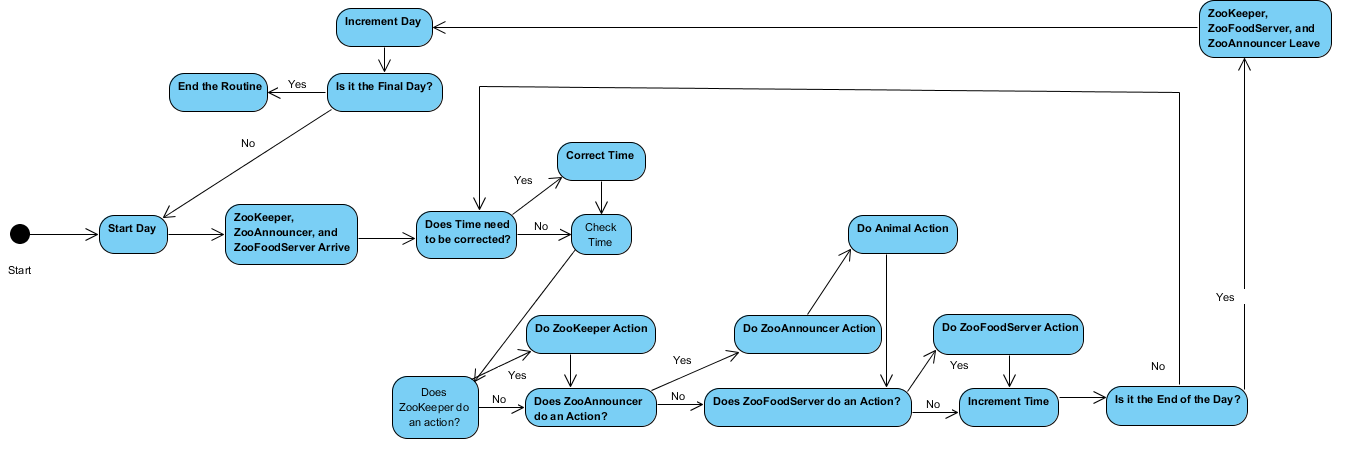 Increment Day
ZooKeeper,
ZooFoodServer, and
ZooAnnouncer Leave
End the Routine
Yes
Is it the Final Day?
No
Correct Time
Yes
Start
Start Day
ZooKeeper,
ZooAnnouncer, and
ZooFoodServer Arrive
Does Time need
to be corrected?
No
Check
Time
Do Animal Action
Yes
Do ZooKeeper Action
Do ZooAnnouncer Action
Do ZooFoodServer Action
Yes
Yes
Yes
No
Does
ZooKeeper do
an action?
No
Does ZooAnnouncer
do an Action?
No
Does ZooFoodServer do an Action?
No
Increment Time
Is it the End of the Day?